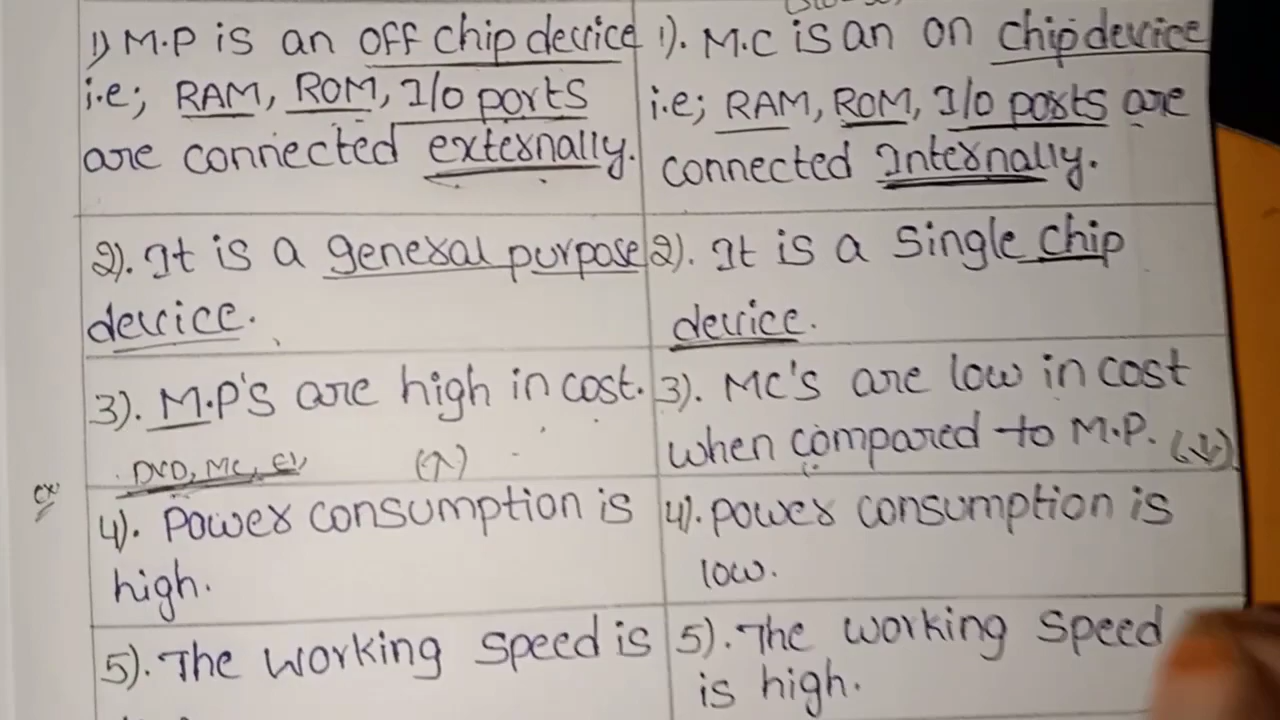 1) M.P is an off chip device
i.e; RAM, ROM, I/O ports
are connected externally.
1). M.C is an on chip device
i.e; RAM, ROM, I/O ports are
connected Internally.
2). It is a general purpose
device.
2). It is a Single chip
device.
3). M.P's are high in cost.
(↑)
3). MC's are low in cost
when compared to M.P. (↓)
ex
4). Power consumption is
high.
4). power consumption is
low.
5). The working speed is
5). The working speed
is high.